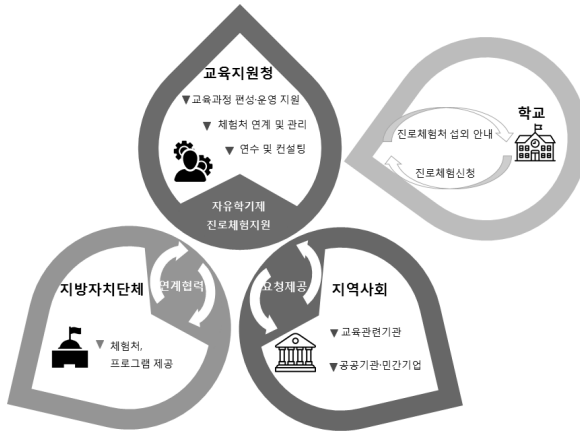 교육지원청
▼교육과정 편성·운영 지원
▼ 체험처 연계 및 관리
▼ 연수 및 컨설팅
자유학기제
진로체험지원
학교
진로체험처 섭외 안내
진로체험신청
지방자치단체
연계협력
▼ 체험처,
프로그램 제공
요청제공
지역사회
▼교육관련기관
▼공공기관·민간기업